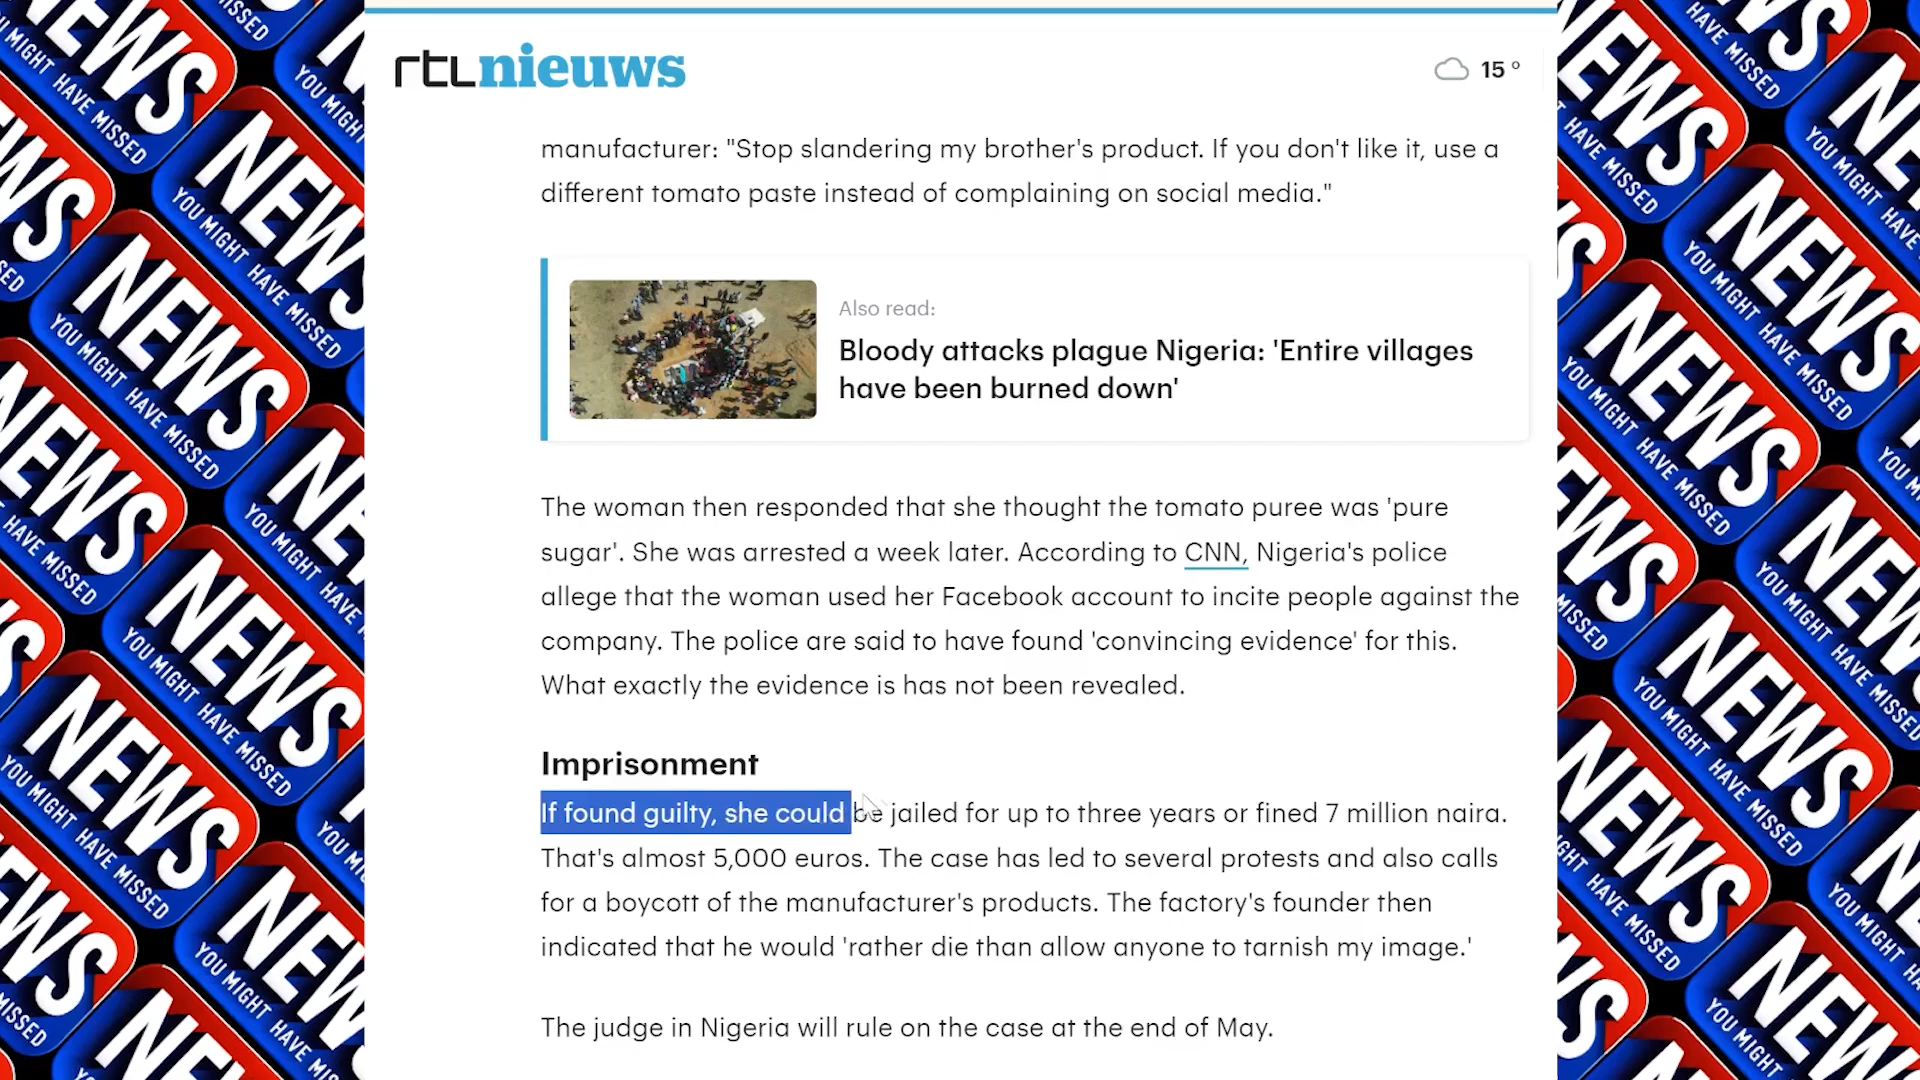 rtlnieuws
15°
manufacturer: "Stop slandering my brother's product. If you don't like it, use a
different tomato paste instead of complaining on social media."
Also read:
Bloody attacks plague Nigeria: 'Entire villages
have been burned down'
The woman then responded that she thought the tomato puree was 'pure
sugar'. She was arrested a week later. According to CNN, Nigeria's police
allege that the woman used her Facebook account to incite people against the
company. The police are said to have found 'convincing evidence' for this.
What exactly the evidence is has not been revealed.
Imprisonment
If found guilty, she could be jailed for up to three years or fined 7 million naira.
That's almost 5,000 euros. The case has led to several protests and also calls
for a boycott of the manufacturer's products. The factory's founder then
indicated that he would 'rather die than allow anyone to tarnish my image.'
The judge in Nigeria will rule on the case at the end of May.
NEWS
YOU MIGHT HAVE MISSED